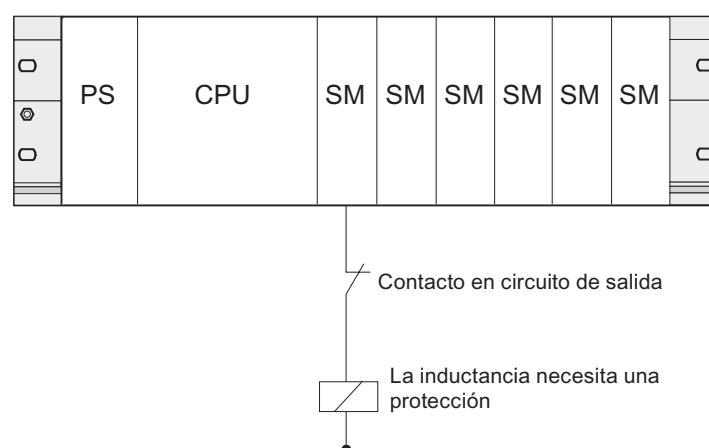 PS CPU SM SM SM SM SM SM
Contacto en circuito de salida
La inductancia necesita una
protección